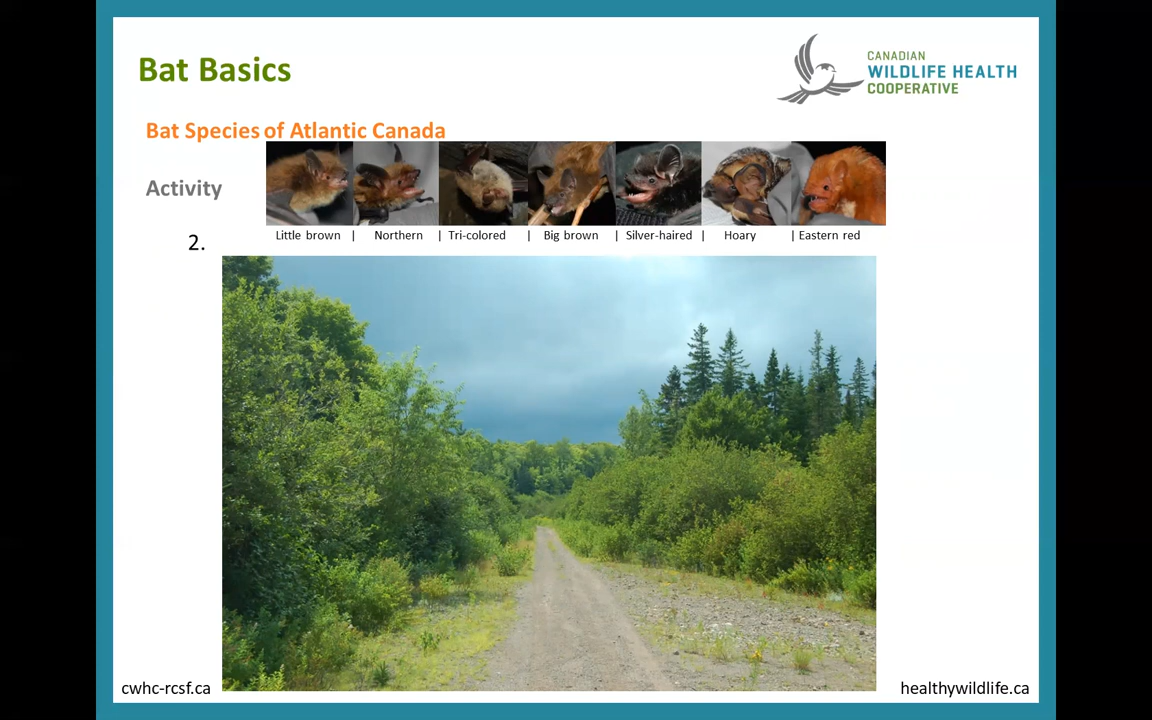 Bat Basics
CANADIAN
WILDLIFE HEALTH
COOPERATIVE
Bat Species of Atlantic Canada
Activity
Little brown | Northern | Tri-colored | Big brown | Silver-haired | Hoary | Eastern red
2.
cwhc-rcsf.ca
healthywildlife.ca